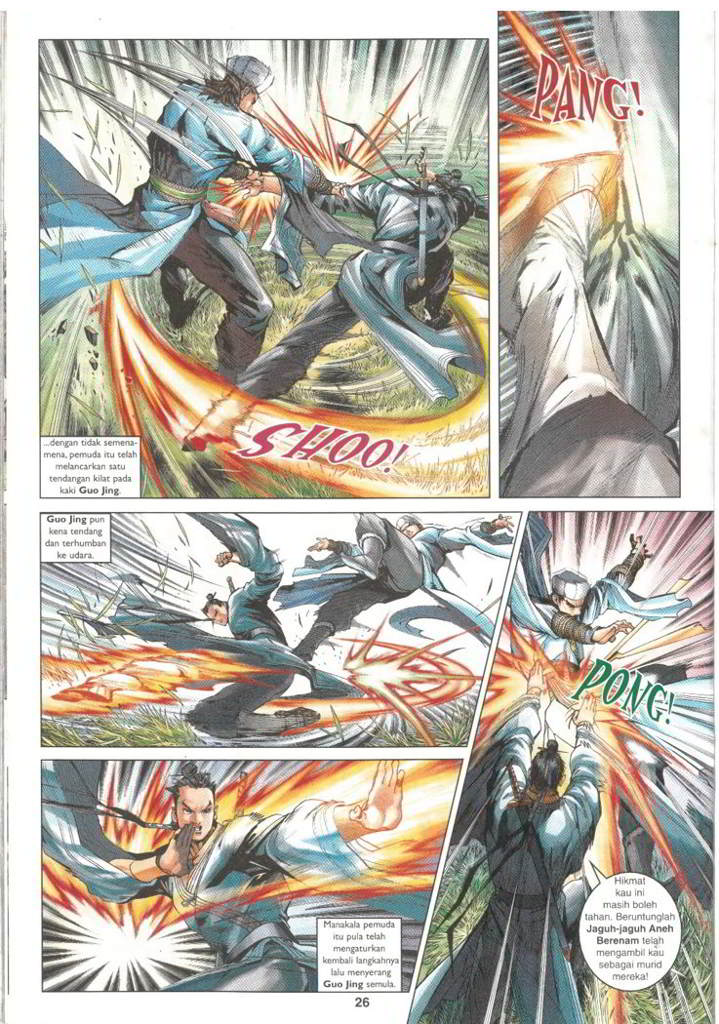 PANG!
SHOO!
...dengan tidak semena-
mena, pemuda itu telah
melancarkan satu
tendangan kilat pada
kaki Guo Jing.
Guo Jing pun
kena tendang
dan terhumban
ke udara.
PONG!
Manakala pemuda
itu pula telah
mengaturkan
kembali langkahnya
lalu menyerang
Guo Jing semula.
Hikmat
kau ini
masih boleh
tahan. Beruntunglah
Jaguh-jaguh Aneh
Berenam telah
mengambil kau
sebagai murid
mereka!
26